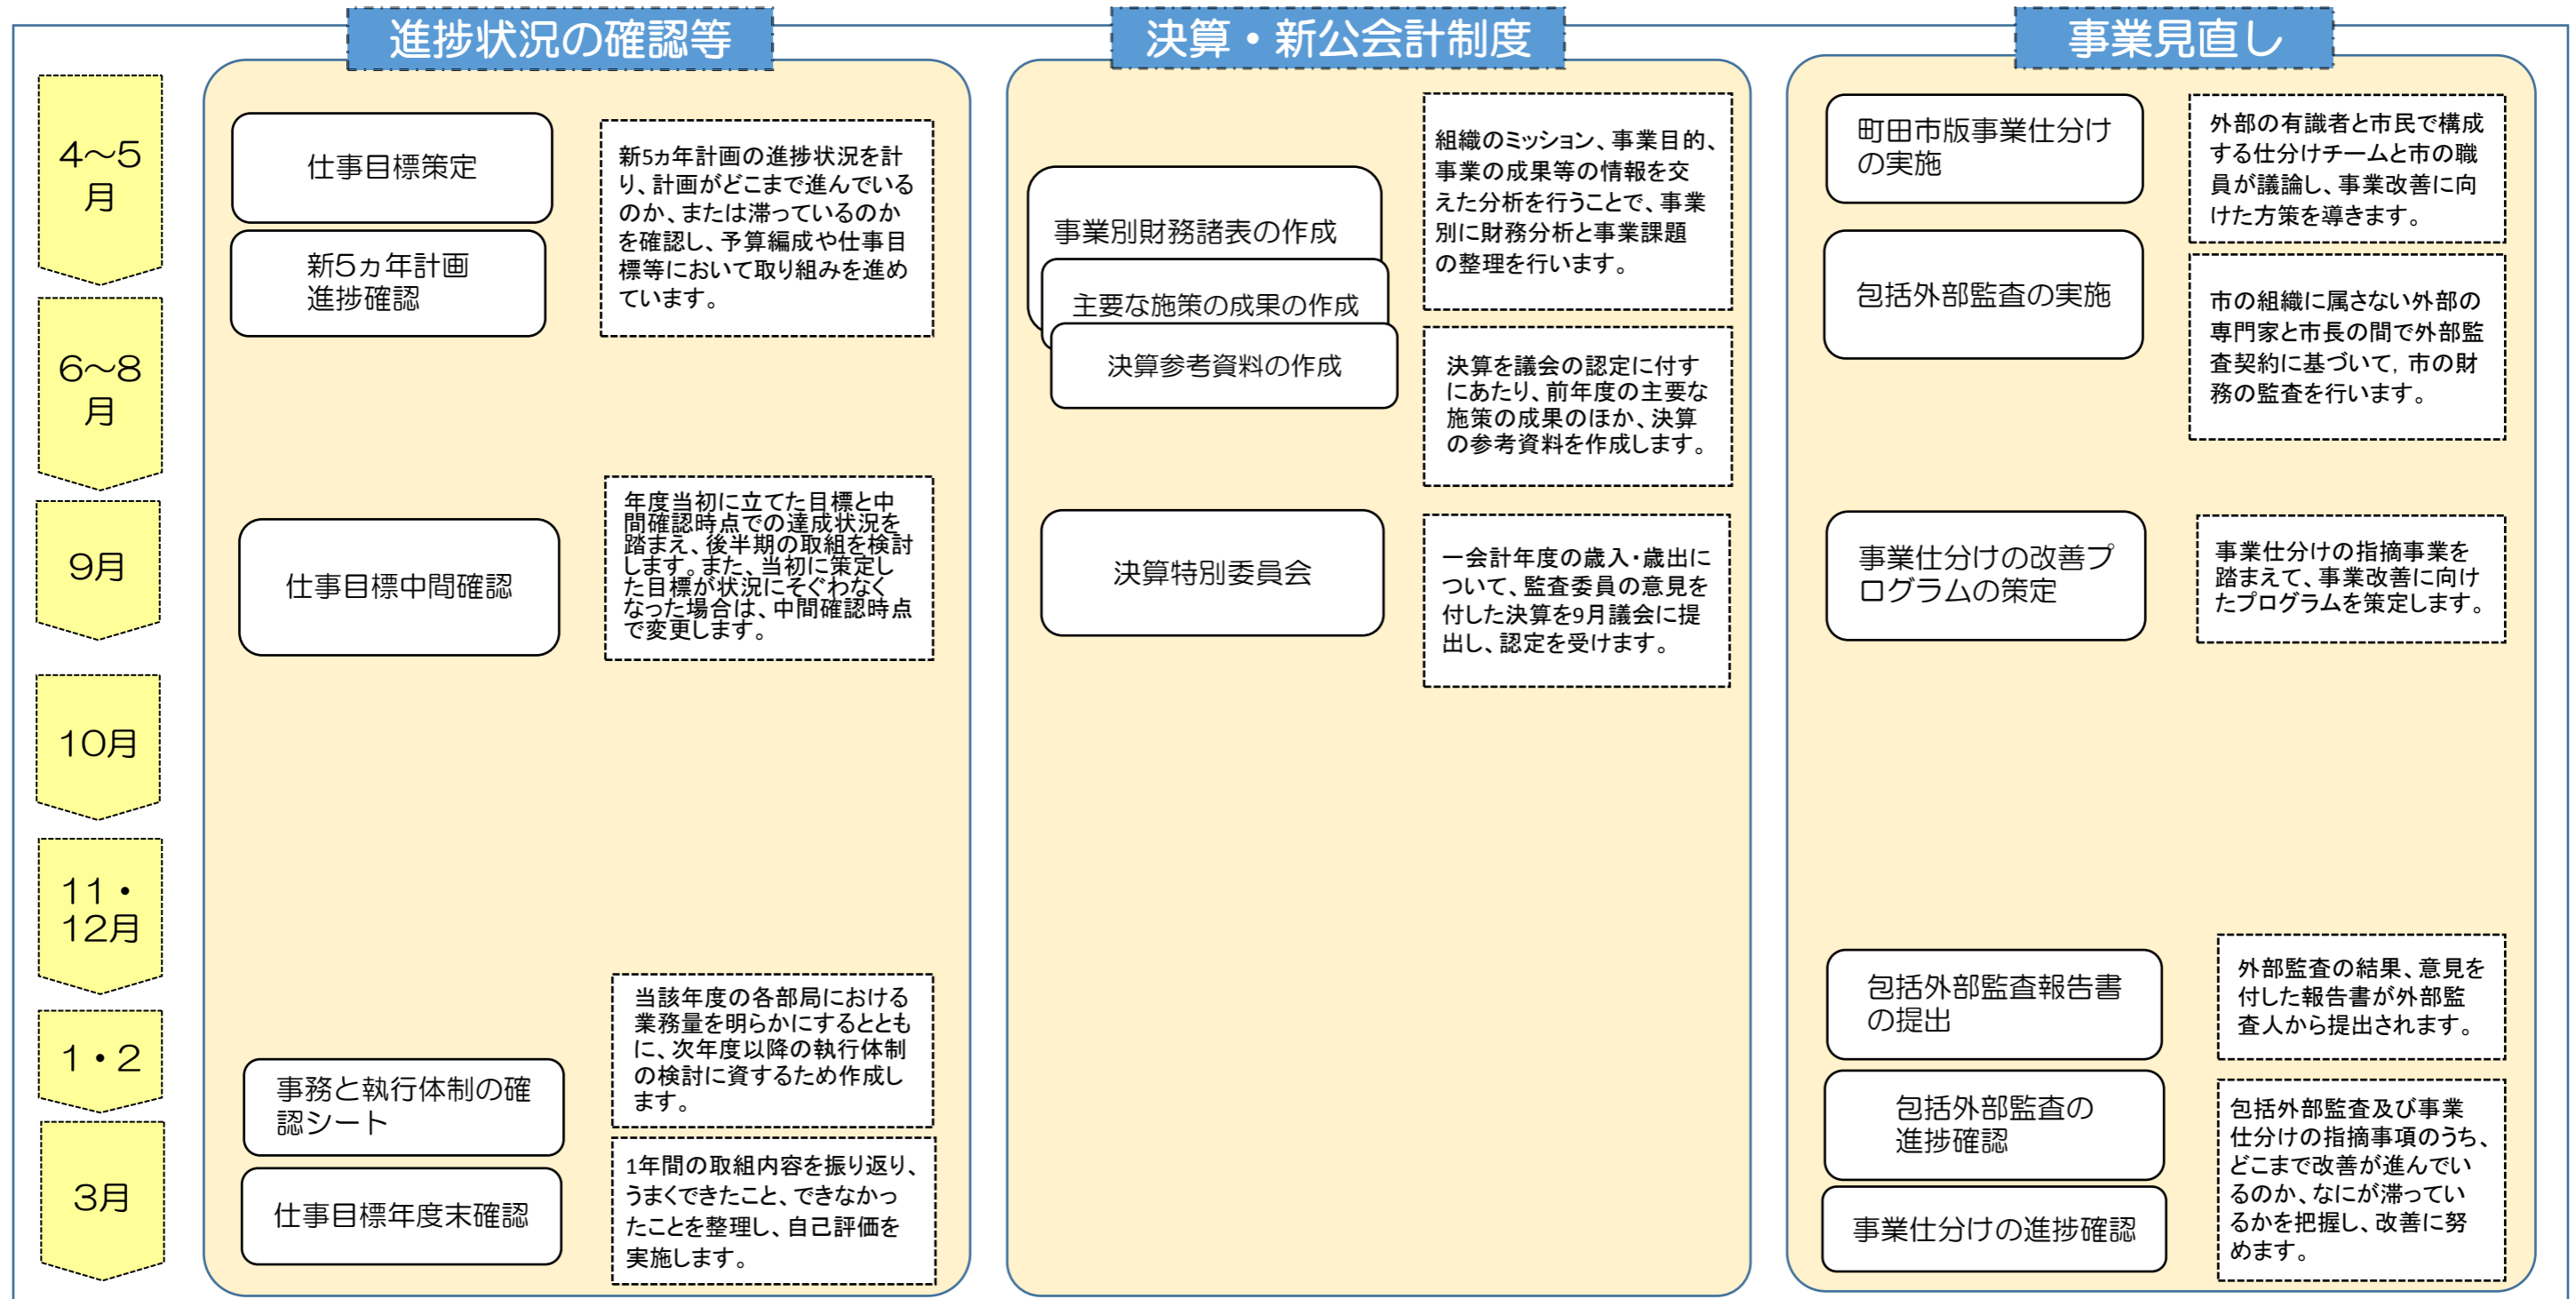 進捗状況の確認等
決算・新公会計制度
事業見直し
4~5
月
6~8
月
9月
10月
11・
12月
1・2
3月
仕事目標策定
新5ヵ年計画
進捗確認
新5ヵ年計画の進捗状況を計
り、計画がどこまで進んでいる
のか、または滞っているのか
を確認し、予算編成や仕事目
標等において取り組みを進め
ています。
仕事目標中間確認
年度当初に立てた目標と中
間確認時点での達成状況を
踏まえ、後半期の取組を検討
します。また、当初に策定し
た目標が状況にそぐわなく
なった場合は、中間確認時点
で変更します。
事務と執行体制の確
認シート
当該年度の各部局における
業務量を明らかにするととも
に、次年度以降の執行体制
の検討に資するため作成し
ます。
仕事目標年度末確認
1年間の取組内容を振り返り、
うまくできたこと、できなかっ
たことを整理し、自己評価を
実施します。
事業別財務諸表の作成
主要な施策の成果の作成
決算参考資料の作成
組織のミッション、事業目的、
事業の成果等の情報を交
えた分析を行うことで、事業
別に財務分析と事業課題
の整理を行います。
決算を議会の認定に付す
にあたり、前年度の主要な
施策の成果のほか、決算
の参考資料を作成します。
決算特別委員会
一会計年度の歳入・歳出に
ついて、監査委員の意見を
付した決算を9月議会に提
出し、認定を受けます。
町田市版事業仕分け
の実施
外部の有識者と市民で構成
する仕分けチームと市の職
員が議論し、事業改善に向
けた方策を導きます。
包括外部監査の実施
市の組織に属さない外部の
専門家と市長の間で外部監
査契約に基づいて,市の財
務の監査を行います。
事業仕分けの改善プ
ログラムの策定
事業仕分けの指摘事業を
踏まえて、事業改善に向け
たプログラムを策定します。
包括外部監査報告書
の提出
外部監査の結果、意見を
付した報告書が外部監
査人から提出されます。
包括外部監査の
進捗確認
事業仕分けの進捗確認
包括外部監査及び事業
仕分けの指摘事項のうち、
どこまで改善が進んでい
るのか、なにが滞ってい
るかを把握し、改善に努
めます。